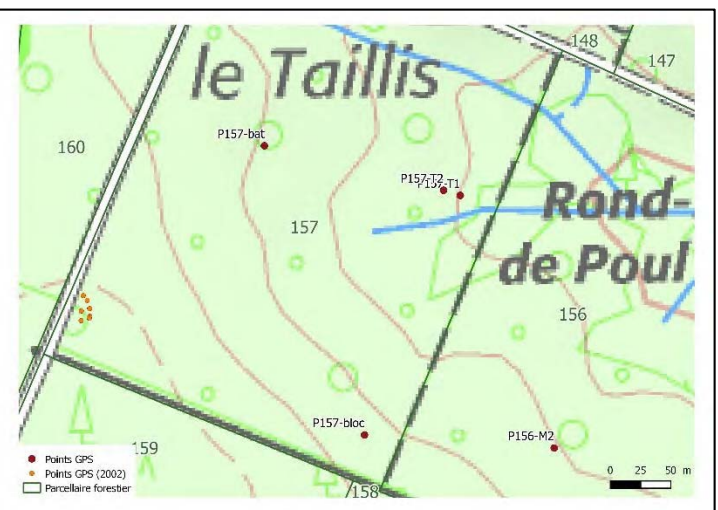 148
147
le Taillis
P157-bat
160
P157-T2
P157-T1
157
Rond-
de Poul
156
P157-bloc
P156-M2
159
158
Points GPS
Points GPS (2002)
Parcellaire forestier
0 25 50 m